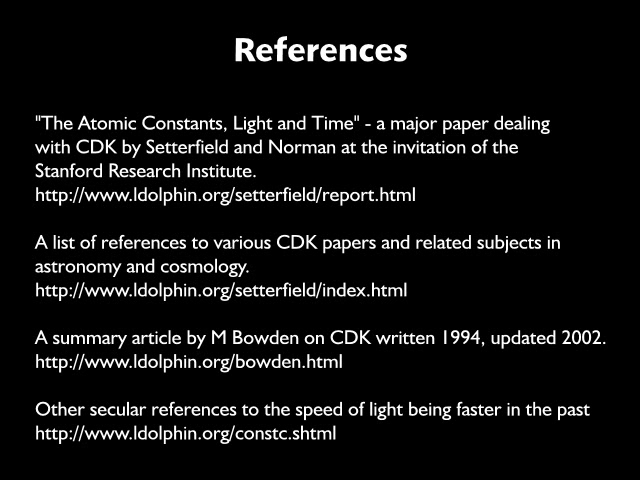 References
"The Atomic Constants, Light and Time" - a major paper dealing
with CDK by Setterfield and Norman at the invitation of the
Stanford Research Institute.
http://www.ldolphin.org/setterfield/report.html
A list of references to various CDK papers and related subjects in
astronomy and cosmology.
http://www.ldolphin.org/setterfield/index.html
A summary article by M Bowden on CDK written 1994, updated 2002.
http://www.ldolphin.org/bowden.html
Other secular references to the speed of light being faster in the past
http://www.ldolphin.org/constc.shtml